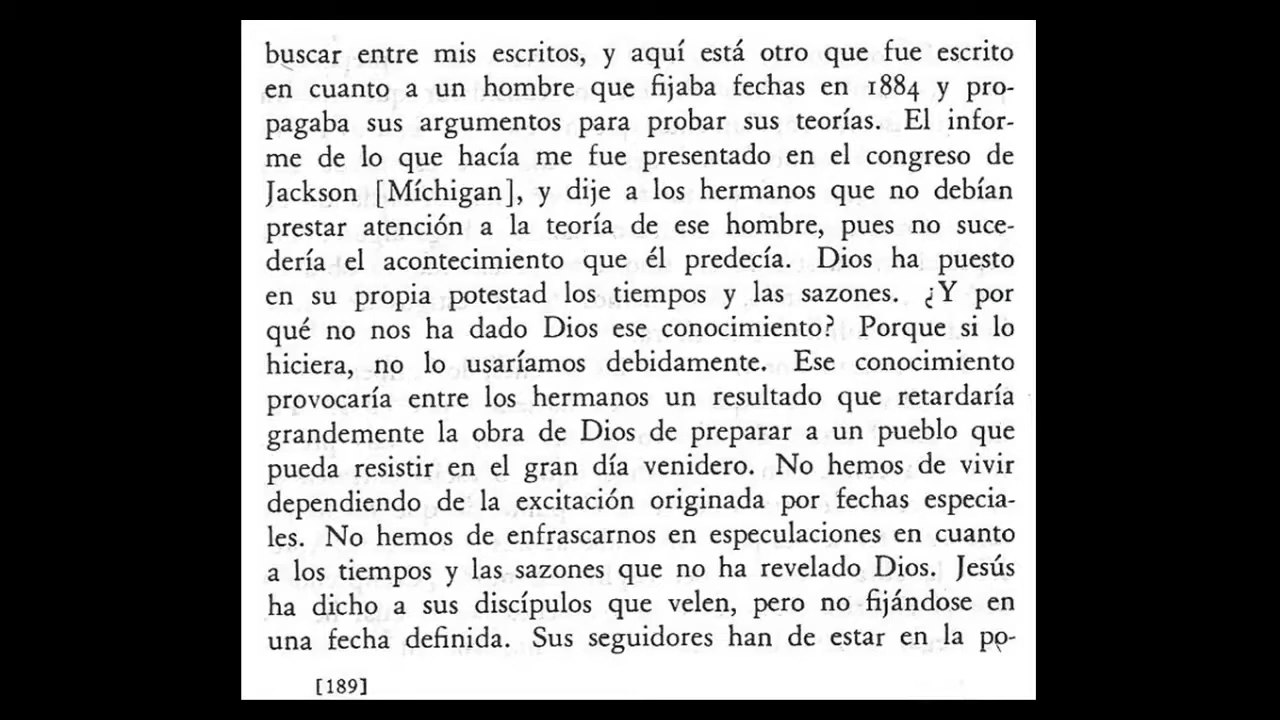 buscar entre mis escritos, y aquí está otro que fue escrito
en cuanto a un hombre que fijaba fechas en 1884 y pro-
pagaba sus argumentos para probar sus teorías. El infor-
me de lo que hacía me fue presentado en el congreso de
Jackson [Míchigan], y dije a los hermanos que no debían
prestar atención a la teoría de ese hombre, pues no suce-
dería el acontecimiento que él predecía. Dios ha puesto
en su propia potestad los tiempos y las sazones. ¿Y por
qué no nos ha dado Dios ese conocimiento? Porque si lo
hiciera, no lo usaríamos debidamente. Ese conocimiento
provocaría entre los hermanos un resultado que retardaría
grandemente la obra de Dios de preparar a un pueblo que
pueda resistir en el gran día venidero. No hemos de vivir
dependiendo de la excitación originada por fechas especia-
les. No hemos de enfrascarnos en especulaciones en cuanto
a los tiempos y las sazones que no ha revelado Dios. Jesús
ha dicho a sus discípulos que velen, pero no fijándose en
una fecha definida. Sus seguidores han de estar en la po-
[189]